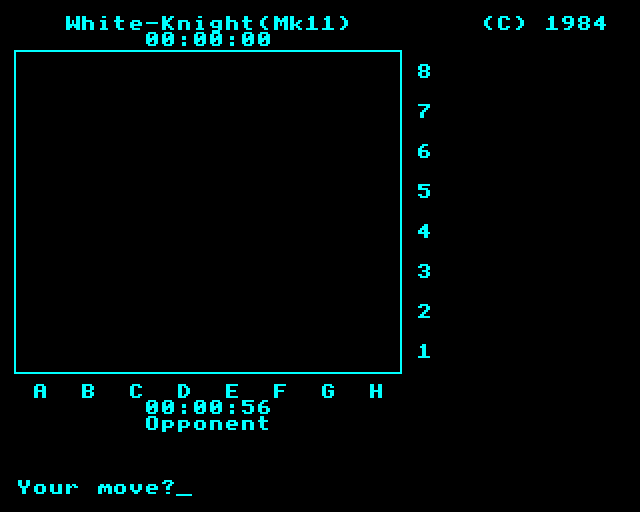 White-Knight(Mk11) (C) 1984
00:00:00
8
7
6
5
4
3
2
1
A B C D E F G H
00:00:56
Opponent
Your move?_